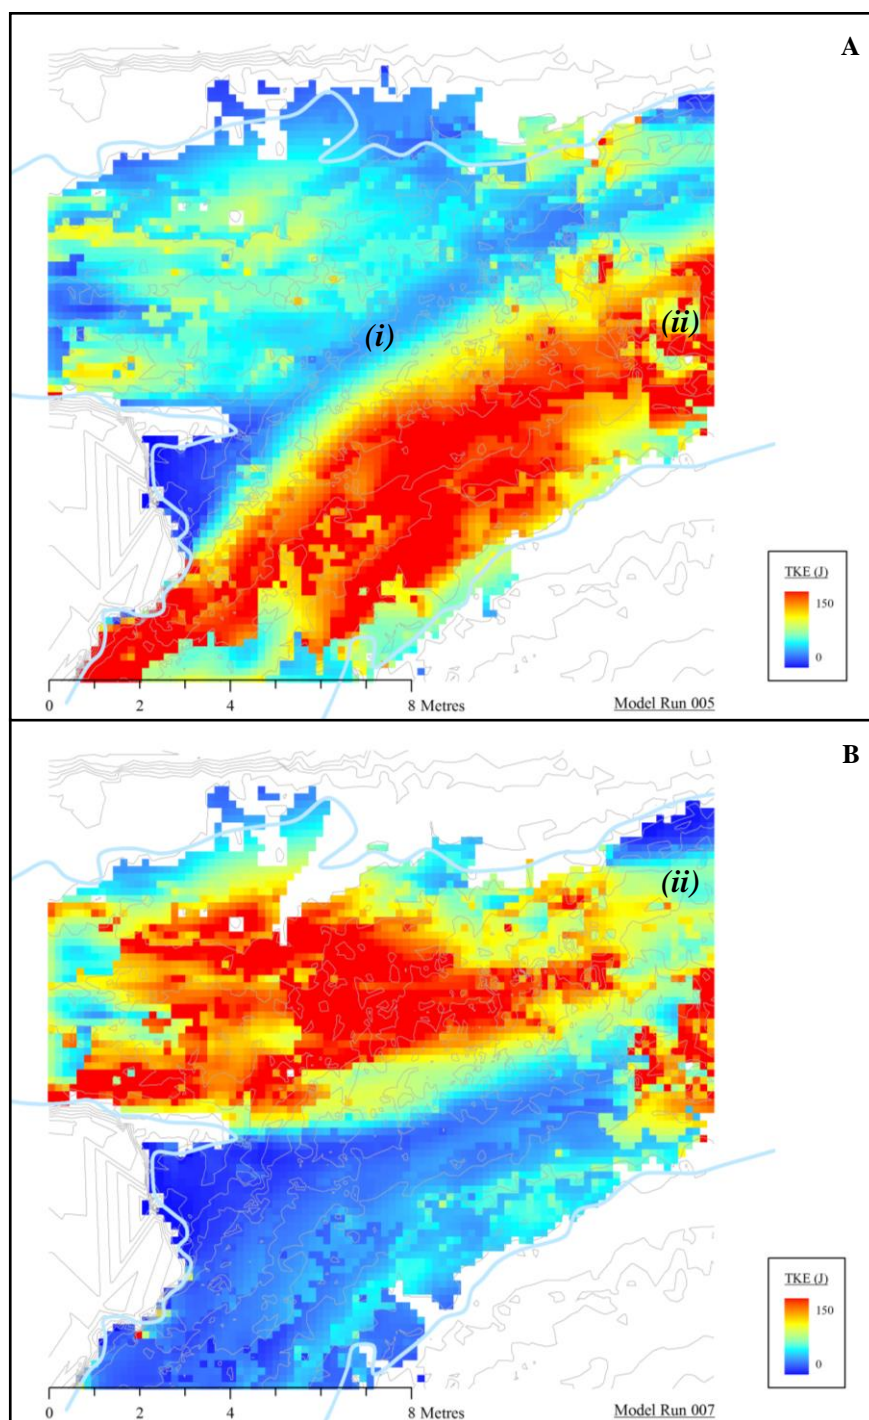 A
(i)
(ii)
TKE (J)
150
0
0 2 4 8 Metres
Model Run 005
B
(ii)
TKE (J)
150
0
0 2 4 8 Metres
Model Run 007